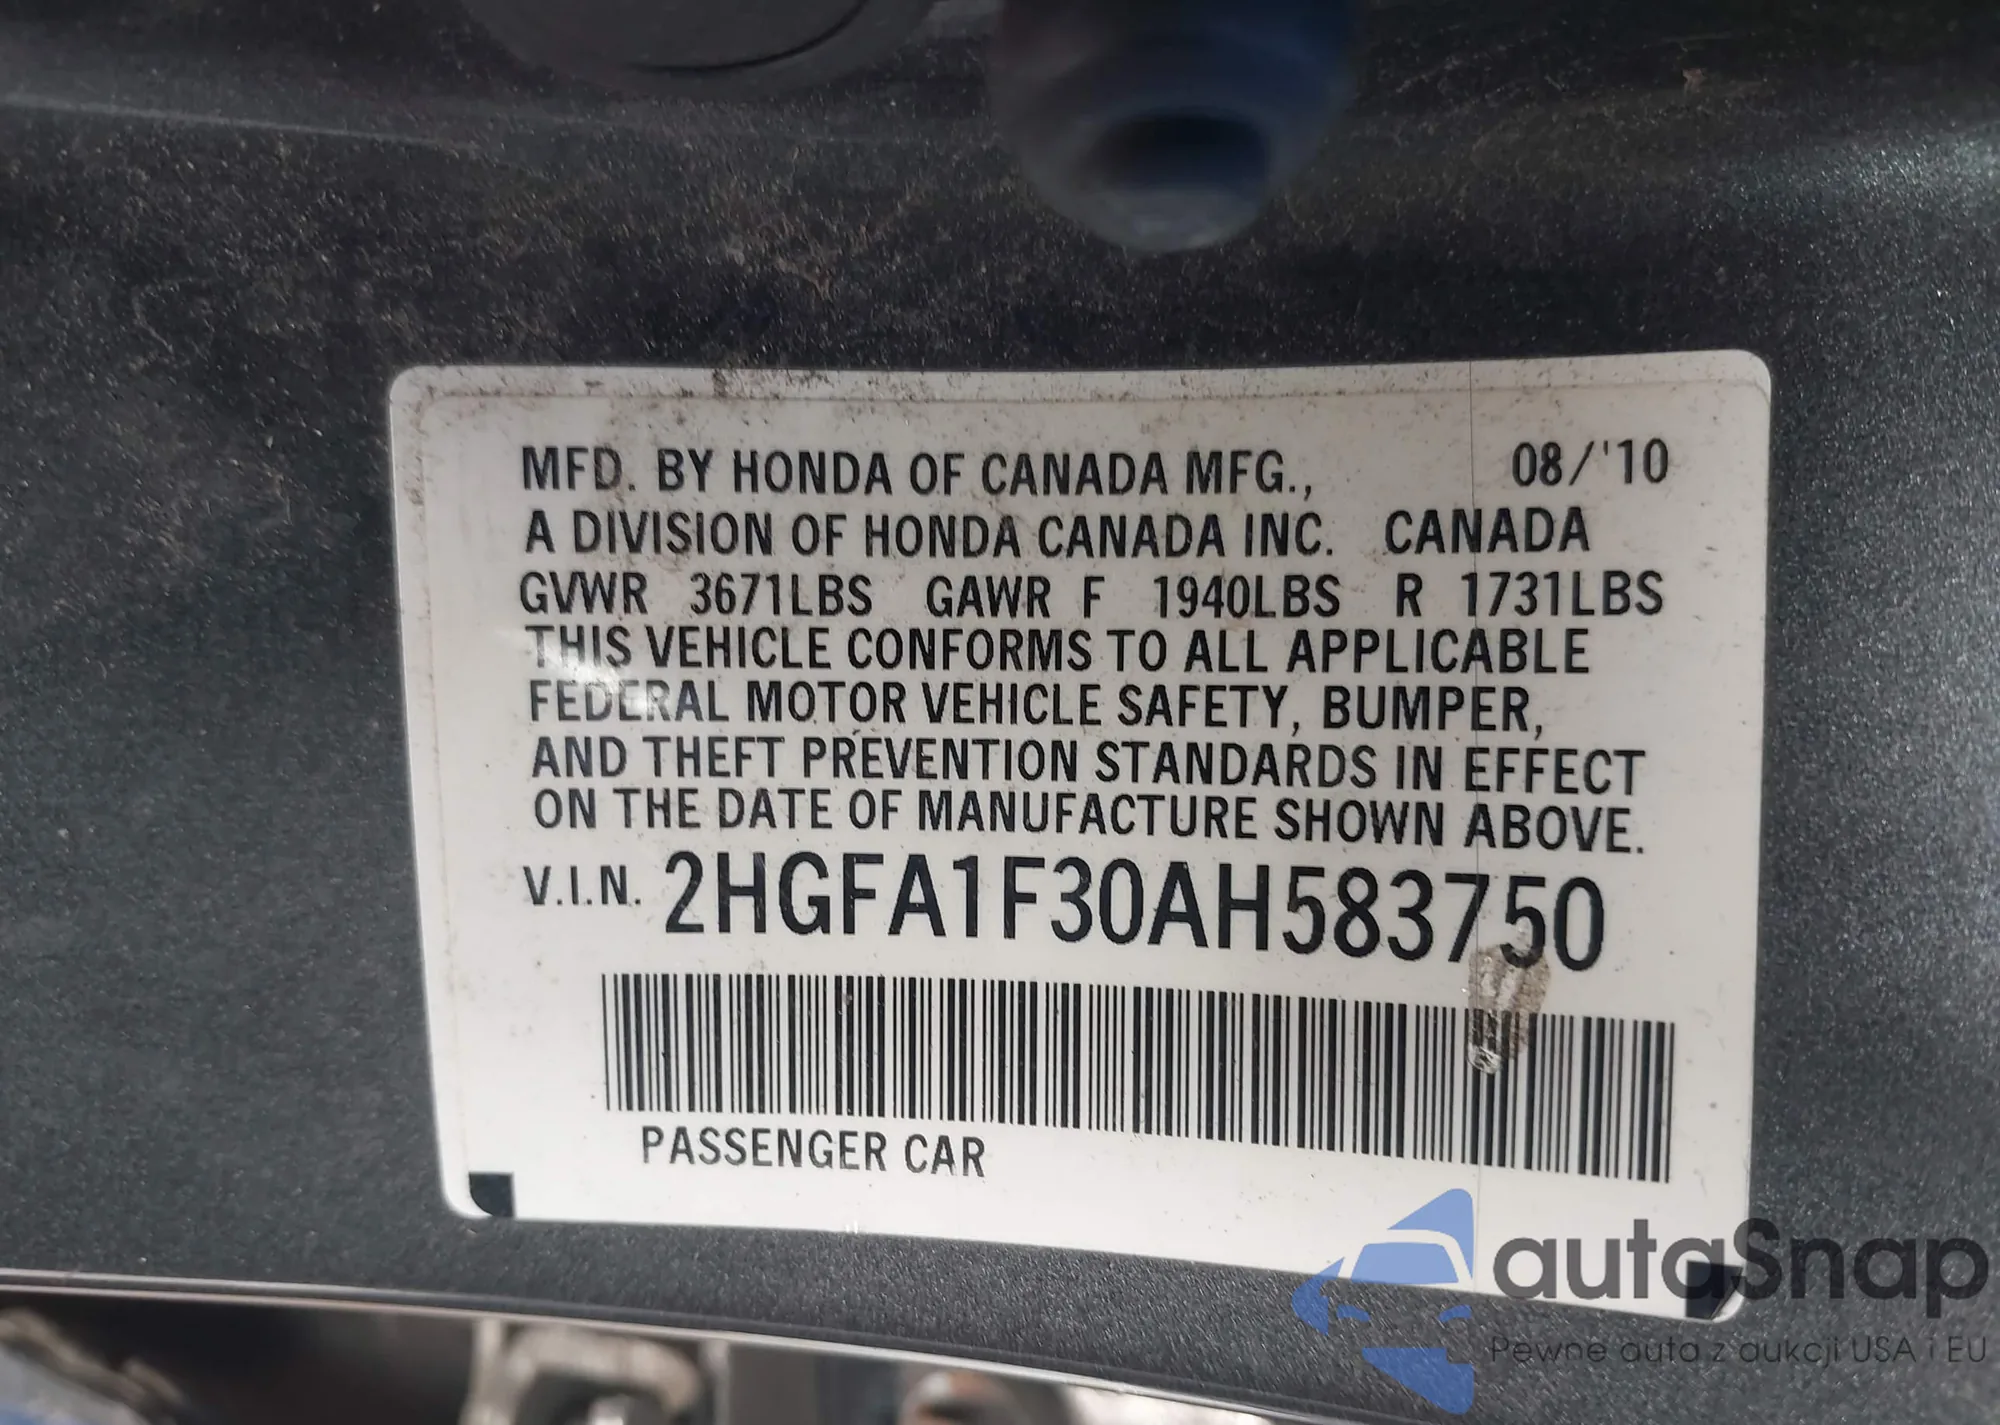 MFD. BY HONDA OF CANADA MFG., 08/'10
A DIVISION OF HONDA CANADA INC. CANADA
GVWR 3671LBS GAWR F 1940LBS R 1731LBS
THIS VEHICLE CONFORMS TO ALL APPLICABLE
FEDERAL MOTOR VEHICLE SAFETY, BUMPER,
AND THEFT PREVENTION STANDARDS IN EFFECT
ON THE DATE OF MANUFACTURE SHOWN ABOVE.
V.I.N. 2HGFA1F30AH583750
PASSENGER CAR
autaSnap
Pewne auta z aukcji USA i EU